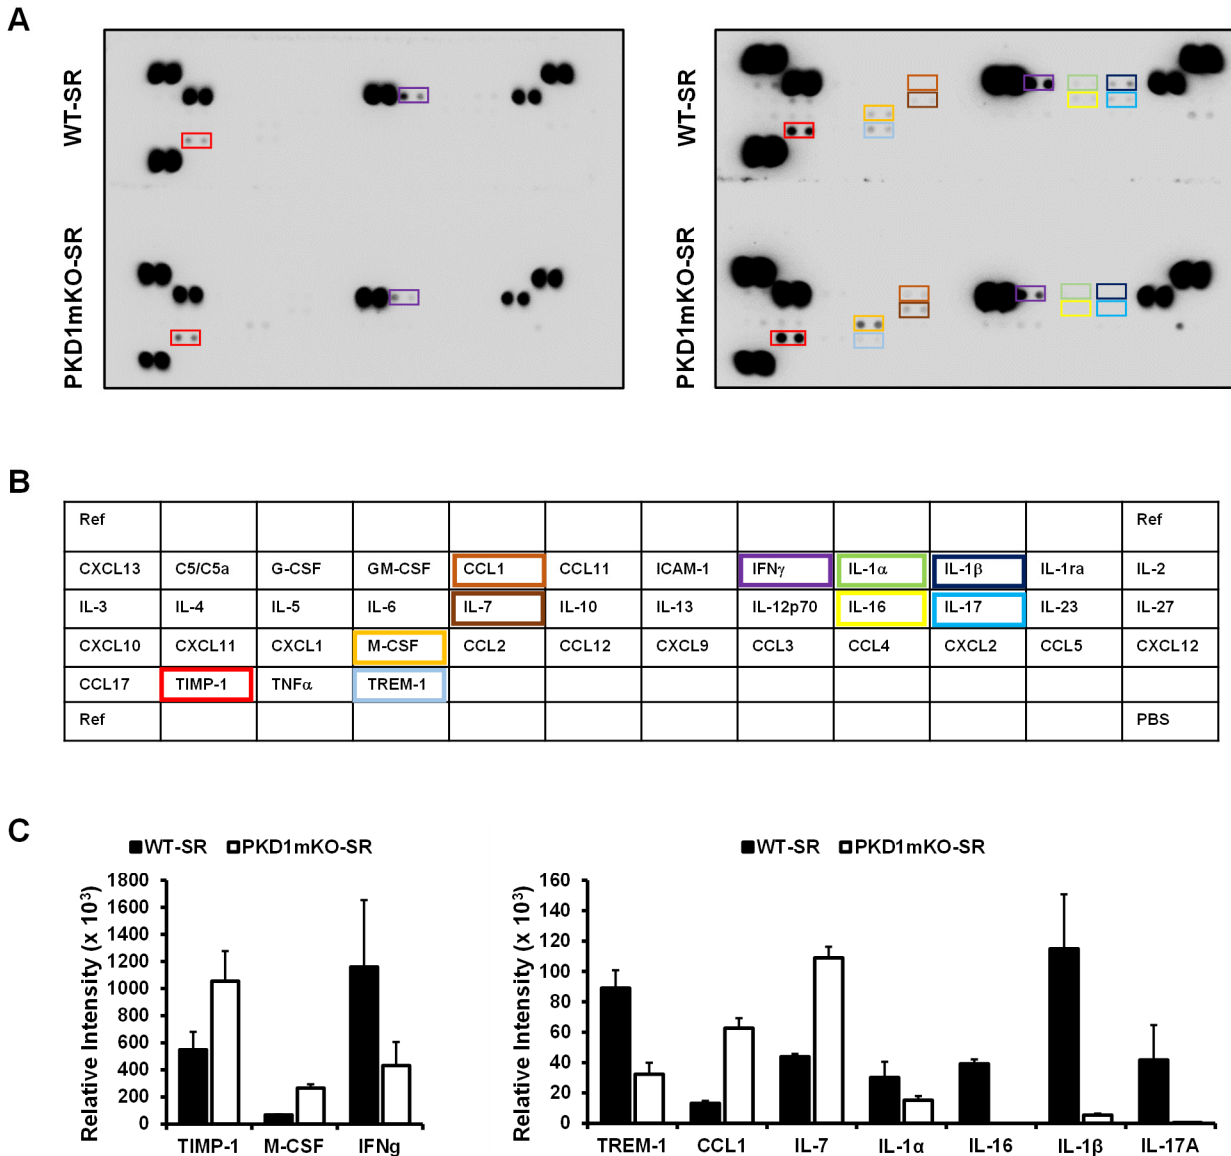 A
WT-SR
PKD1mKO-SR
WT-SR
PKD1mKO-SR
B
Ref Ref
CXCL13 C5/C5a G-CSF GM-CSF CCL1 CCL11 ICAM-1 IFNγ IL-1α IL-1β IL-1ra IL-2
IL-3 IL-4 IL-5 IL-6 IL-7 IL-10 IL-13 IL-12p70 IL-16 IL-17 IL-23 IL-27
CXCL10 CXCL11 CXCL1 M-CSF CCL2 CCL12 CXCL9 CCL3 CCL4 CXCL2 CCL5 CXCL12
CCL17 TIMP-1 TNFα TREM-1
Ref PBS
C
WT-SR PKD1mKO-SR
Relative Intensity (x 10³)
1800
1600
1400
1200
1000
800
600
400
200
0
TIMP-1 M-CSF IFNg
WT-SR PKD1mKO-SR
Relative Intensity (x 10³)
160
140
120
100
80
60
40
20
0
TREM-1 CCL1 IL-7 IL-1α IL-16 IL-1β IL-17A